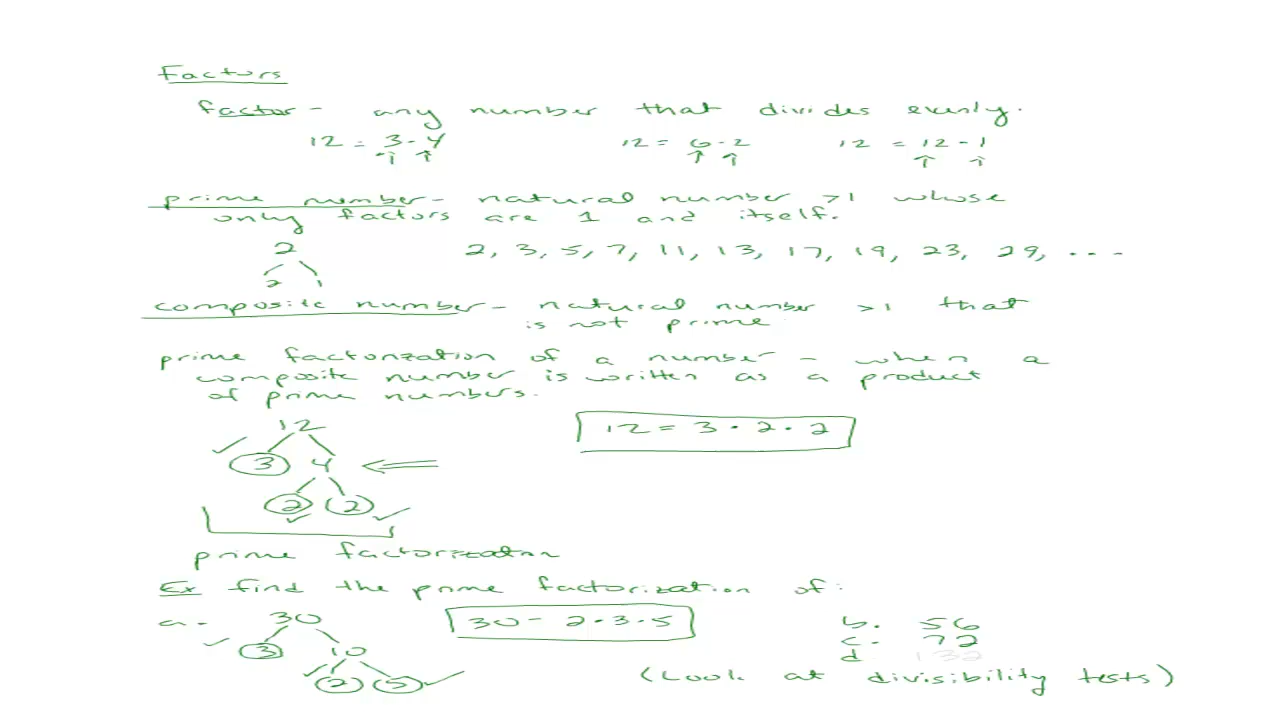 Factors
factor - any number that divides evenly.
12 = 3 · 4 12 = 6 · 2 12 = 12 · 1
prime number - natural number >1 whose
only factors are 1 and itself.
2 2, 3, 5, 7, 11, 13, 17, 19, 23, 29, ...
2 1
composite number - natural number >1 that
is not prime
prime factorization of a number - when a
composite number is written as a product
of prime numbers.
12 12 = 3 · 2 · 2
3 4
2 2
prime factorization
Ex find the prime factorization of:
a. 30 30 = 2 · 3 · 5 b. 56
3 10 c. 72
d 132
2 5 (Look at divisibility tests)